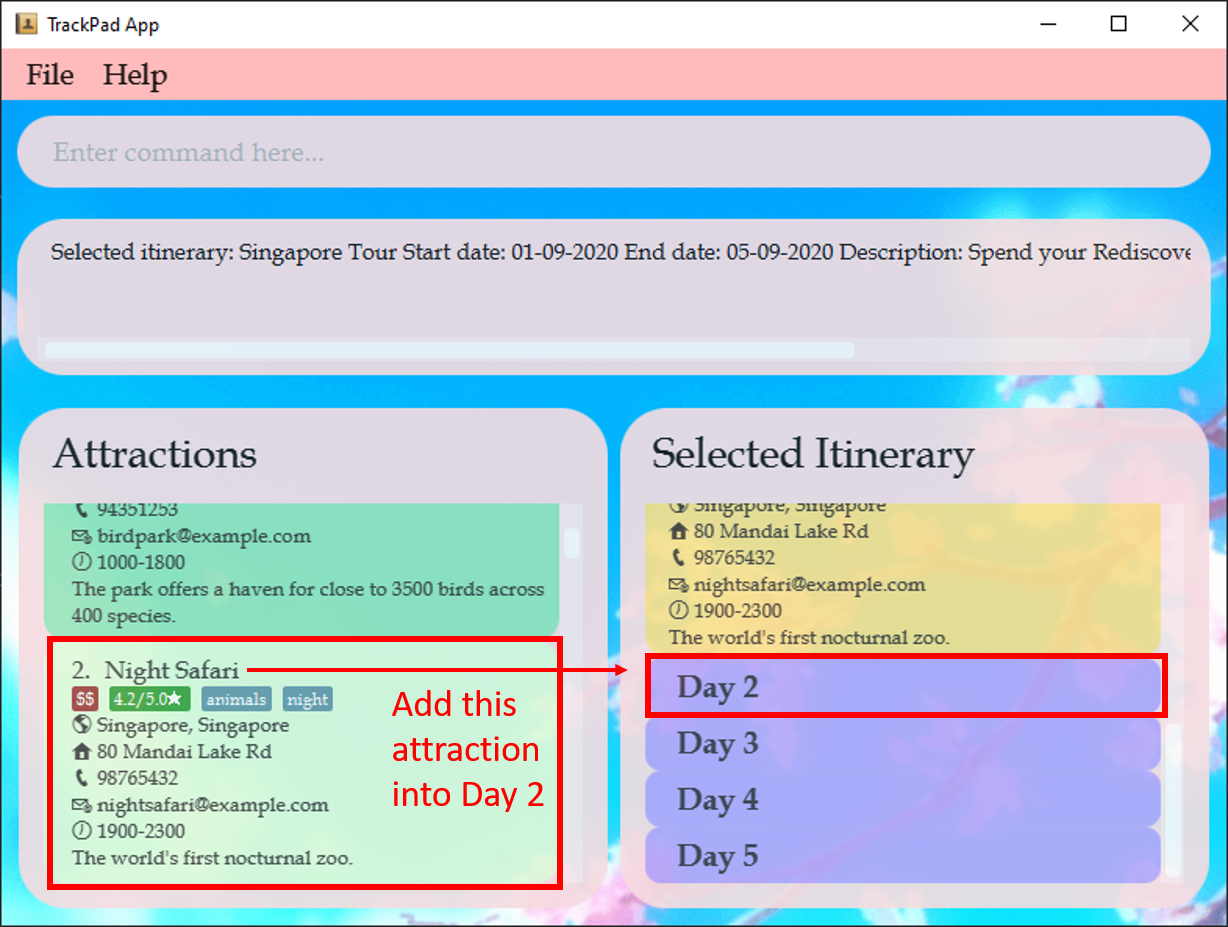 TrackPad App
File Help
Enter command here...
Selected itinerary: Singapore Tour Start date: 01-09-2020 End date: 05-09-2020 Description: Spend your Rediscove
Attractions
94351253
birdpark@example.com
1000-1800
The park offers a haven for close to 3500 birds across
400 species.
2. Night Safari
$$ 4.2/5.0★ animals night
Singapore, Singapore
80 Mandai Lake Rd
98765432
nightsafari@example.com
1900-2300
The world's first nocturnal zoo.
Add this
attraction
into Day 2
Selected Itinerary
Singapore, Singapore
80 Mandai Lake Rd
98765432
nightsafari@example.com
1900-2300
The world's first nocturnal zoo.
Day 2
Day 3
Day 4
Day 5